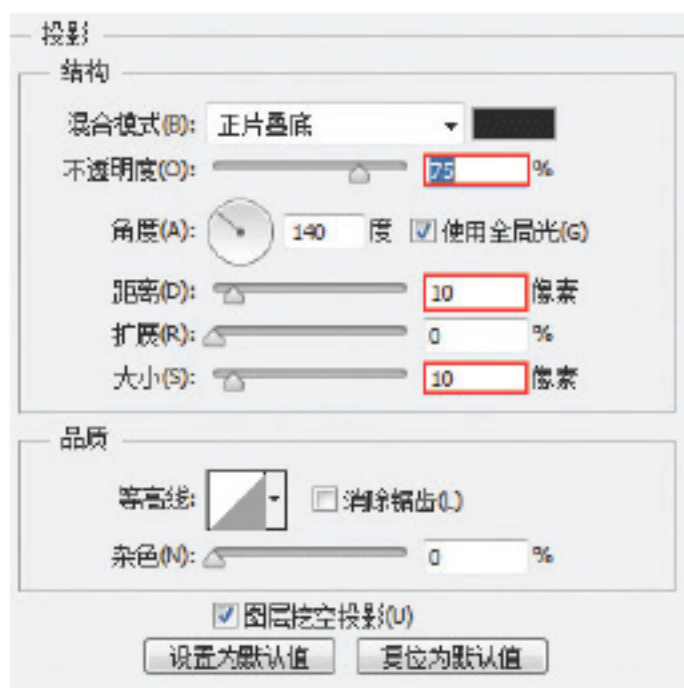 投影
结构
混合模式(B): 正片叠底
不透明度(O): 75 %
角度(A): 140 度 使用全局光(G)
距离(D): 10 像素
扩展(R): 0 %
大小(S): 10 像素
品质
等高线: 消除锯齿(L)
杂色(N): 0 %
图层挖空投影(U)
设置为默认值 复位为默认值